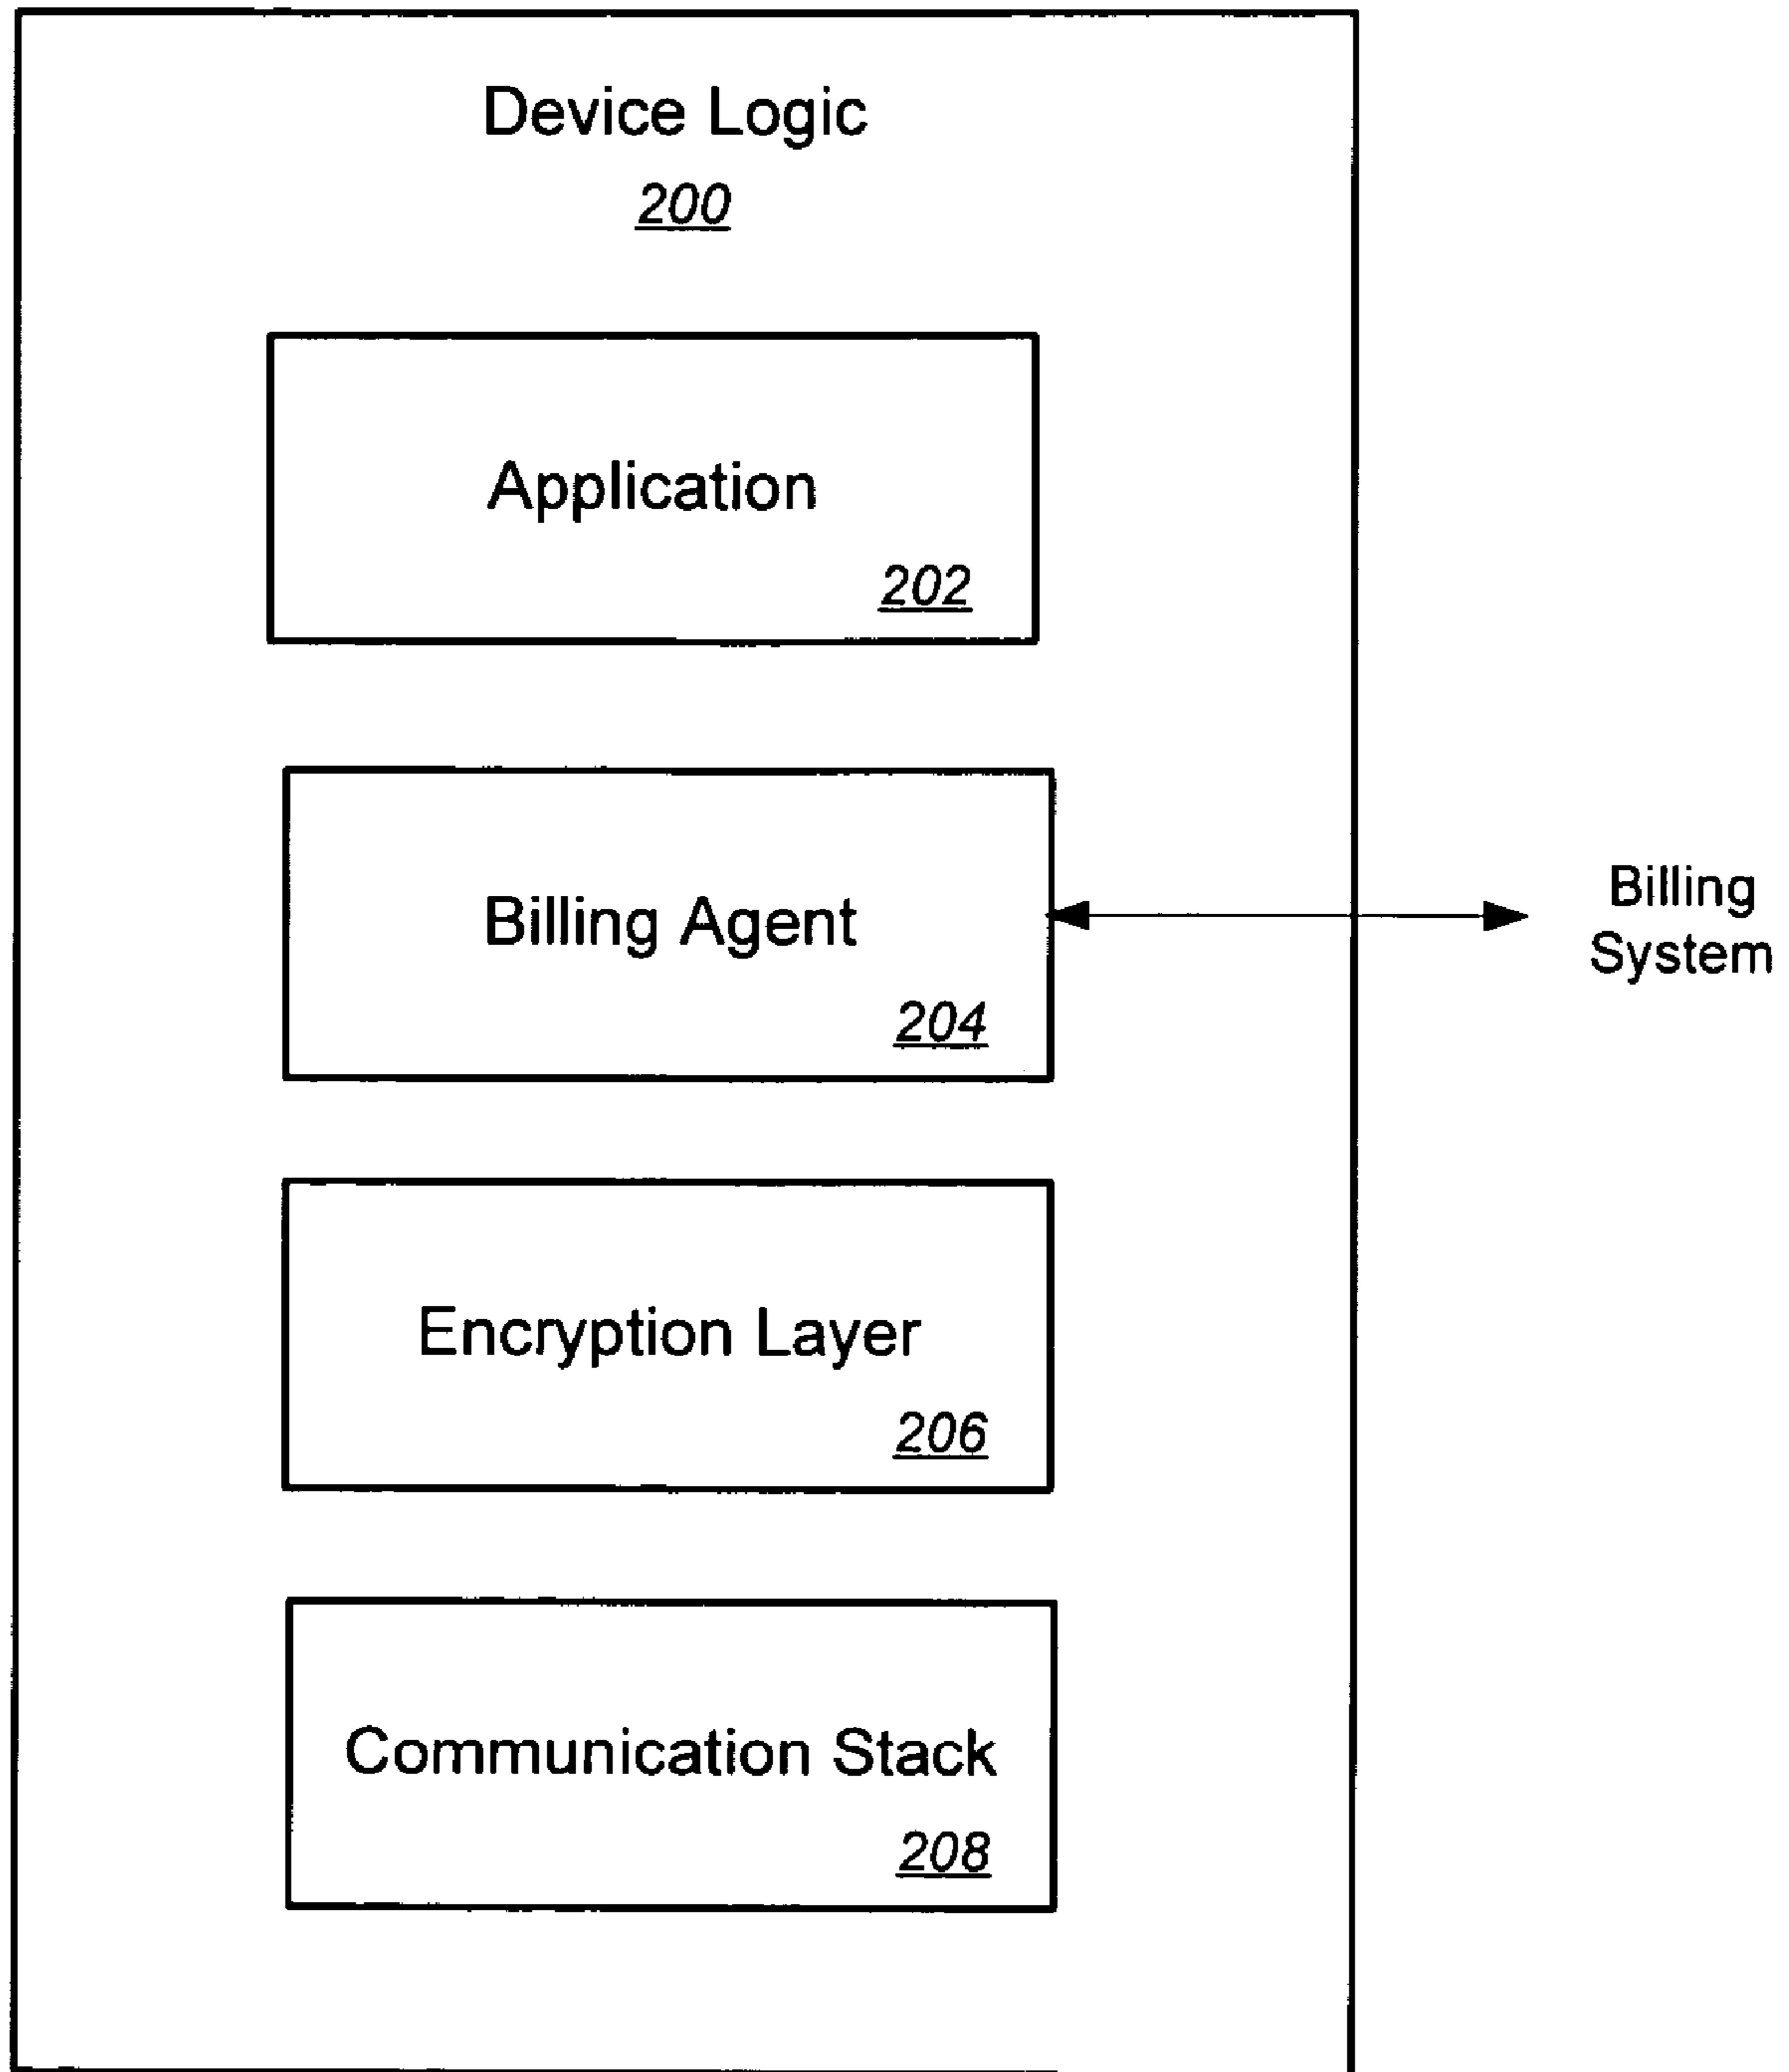 Device Logic
200
Application
202
Billing Agent
204
Billing
System
Encryption Layer
206
Communication Stack
208